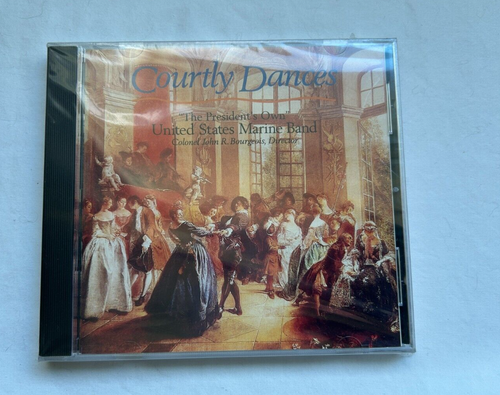 Courtly Dances
"The President's Own"
United States Marine Band
Colonel John R. Bourgeois, Director